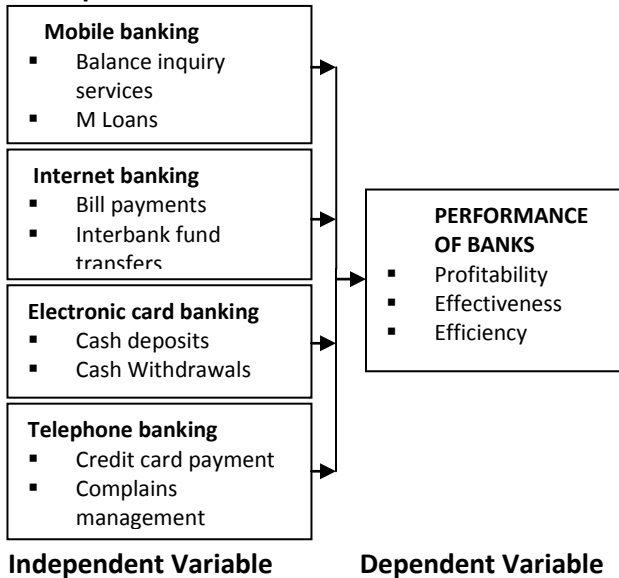 Mobile banking
▪ Balance inquiry
services
▪ M Loans
Internet banking
▪ Bill payments
▪ Interbank fund
transfers
Electronic card banking
▪ Cash deposits
▪ Cash Withdrawals
Telephone banking
▪ Credit card payment
▪ Complains
management
PERFORMANCE
OF BANKS
▪ Profitability
▪ Effectiveness
▪ Efficiency
Independent Variable
Dependent Variable